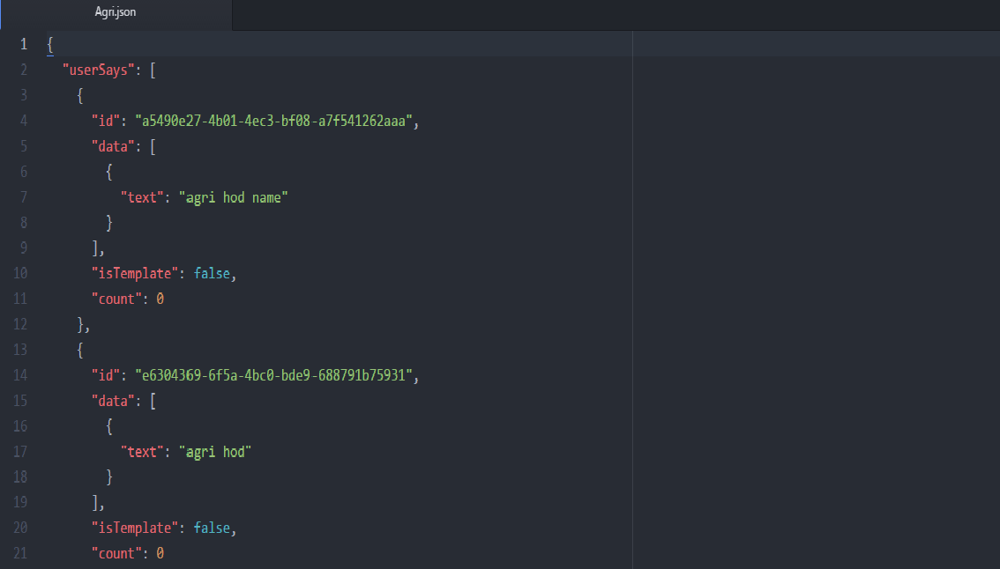 Agri.json
1 {
2 "userSays": [
3 {
4 "id": "a5490e27-4b01-4ec3-bf08-a7f541262aaa",
5 "data": [
6 {
7 "text": "agri hod name"
8 }
9 ],
10 "isTemplate": false,
11 "count": 0
12 },
13 {
14 "id": "e6304369-6f5a-4bc0-bde9-688791b75931",
15 "data": [
16 {
17 "text": "agri hod"
18 }
19 ],
20 "isTemplate": false,
21 "count": 0